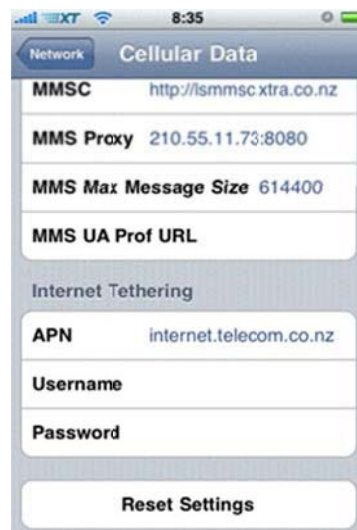 XT 8:35
Network Cellular Data
MMSC http://lsmmsc.xtra.co.nz
MMS Proxy 210.55.11.73:8080
MMS Max Message Size 614400
MMS UA Prof URL
Internet Tethering
APN internet.telecom.co.nz
Username
Password
Reset Settings